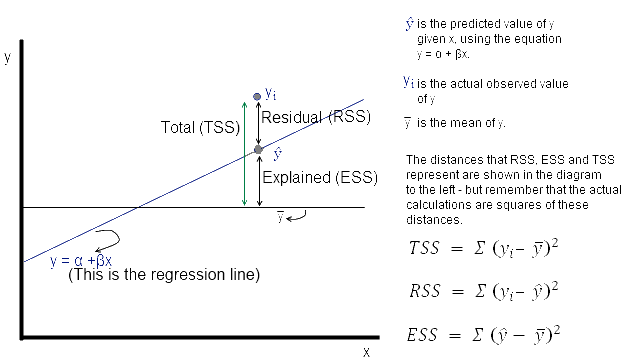 y
yᵢ
Residual (RSS)
Total (TSS)
ŷ
Explained (ESS)
y̅
y = α +βx
(This is the regression line)
x
ŷ is the predicted value of y
given x, using the equation
y = α + βx.
yᵢ is the actual observed value
of y
y̅ is the mean of y.
The distances that RSS, ESS and TSS
represent are shown in the diagram
to the left - but remember that the actual
calculations are squares of these
distances.
TSS = Σ (yᵢ – y̅)²
RSS = Σ (yᵢ – ŷ)²
ESS = Σ (ŷ – y̅)²